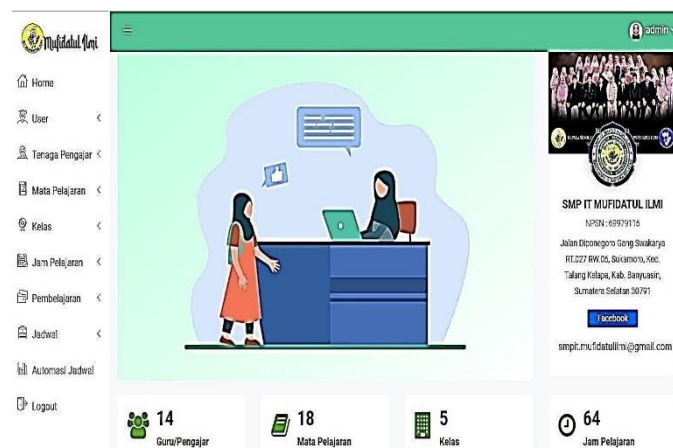 Mufidatul Ilmi
admin
Home
User
Tenaga Pengajar
Mata Pelajaran
Kelas
Jam Pelajaran
Pembelajaran
Jadwal
Automasi Jadwal
Logout
SMP IT MUFIDATUL ILMI
NPSN : 69979116
Jalan Diponegoro Gang Swakarya
RT.027 RW.06, Sukamoro, Kec.
Talang Kelapa, Kab. Banyuasin,
Sumatera Selatan 30791
Facebook
smpit.mufidatulilmi@gmail.com
14
Guru/Pengajar
18
Mata Pelajaran
5
Kelas
64
Jam Pelajaran